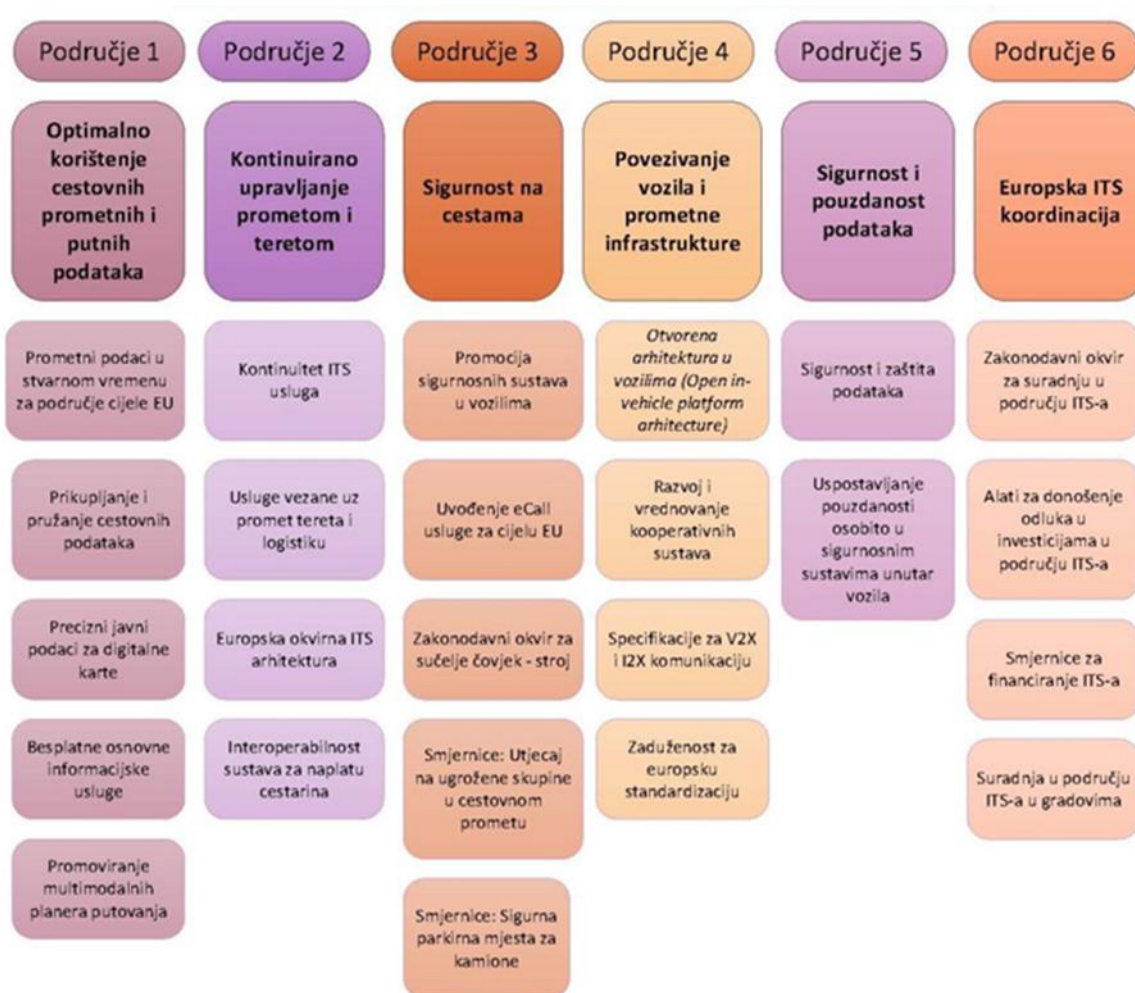 Područje 1
Područje 2
Područje 3
Područje 4
Područje 5
Područje 6
Optimalno
korištenje
cestovnih
prometnih i
putnih
podataka
Kontinuirano
upravljanje
prometom i
teretom
Sigurnost na
cestama
Povezivanje
vozila i
prometne
infrastrukture
Sigurnost i
pouzdanost
podataka
Europska ITS
koordinacija
Prometni podaci u
stvarnom vremenu
za područje cijele EU
Kontinuitet ITS
usluga
Promocija
sigurnosnih sustava
u vozilima
Otvorena
arhitektura u
vozilima (Open in-
vehicle platform
arhitecture)
Sigurnost i zaštita
podataka
Zakonodavni okvir
za suradnju u
području ITS-a
Prikupljanje i
pružanje cestovnih
podataka
Usluge vezane uz
promet tereta i
logistiku
Uvođenje eCall
usluge za cijelu EU
Razvoj i
vrednovanje
kooperativnih
sustava
Uspostavljanje
pouzdanosti
osobito u
sigurnosnim
sustavima unutar
vozila
Alati za donošenje
odluka u
investicijama u
području ITS-a
Precizni javni
podaci za digitalne
karte
Europska okvirna ITS
arhitektura
Zakonodavni okvir za
sučelje čovjek - stroj
Specifikacije za V2X
i I2X komunikaciju
Smjernice za
financiranje ITS-a
Besplatne osnovne
informacijske
usluge
Interoperabilnost
sustava za naplatu
cestarina
Smjernice: Utjecaj
na ugrožene skupine
u cestovnom
prometu
Zaduženost za
europsku
standardizaciju
Suradnja u području
ITS-a u gradovima
Promoviranje
multimodalnih
planera putovanja
Smjernice: Sigurna
parkirna mjesta za
kamione